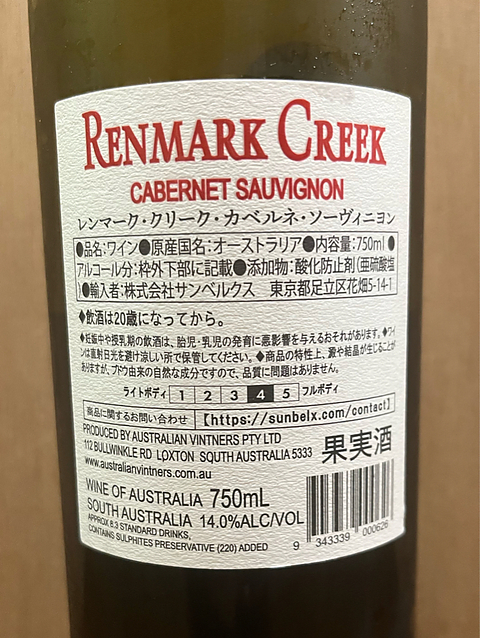 RENMARK CREEK
CABERNET SAUVIGNON
レンマーク・クリーク・カベルネ・ソーヴィニヨン
●品名:ワイン●原産国名:オーストラリア●内容量:750ml●
アルコール分:枠外下部に記載●添加物:酸化防止剤(亜硫酸塩
)●輸入者:株式会社サンベルクス 東京都足立区花畑5-14-1
◆飲酒は20歳になってから。
◆妊娠中や授乳期の飲酒は、胎児・乳児の発育に悪影響を与えるおそれがあります。◆ワイ
ンは直射日光を避け涼しい所で保管してください。◆商品の特性上、澱や結晶が生じることが
ありますが、ブドウ由来の自然な成分ですので、品質に問題はありません。
ライトボディ 1 2 3 4 5 フルボディ
商品に関するお問い合わせ 【https://sunbelx.com/contact】
PRODUCED BY AUSTRALIAN VINTNERS PTY LTD
112 BULLWINKLE RD LOXTON SQUTH AUSTRALIA 5333
www.australianvintners.com.au
果実酒
WINE OF AUSTRALIA 750mL
SOUTH AUSTRALIA 14.0%ALC/VOL
APPROX 8.3 STANDARD DRINKS,
CONTAINS SULPHITES PRESERVATIVE (220) ADDED
9 343339 000626